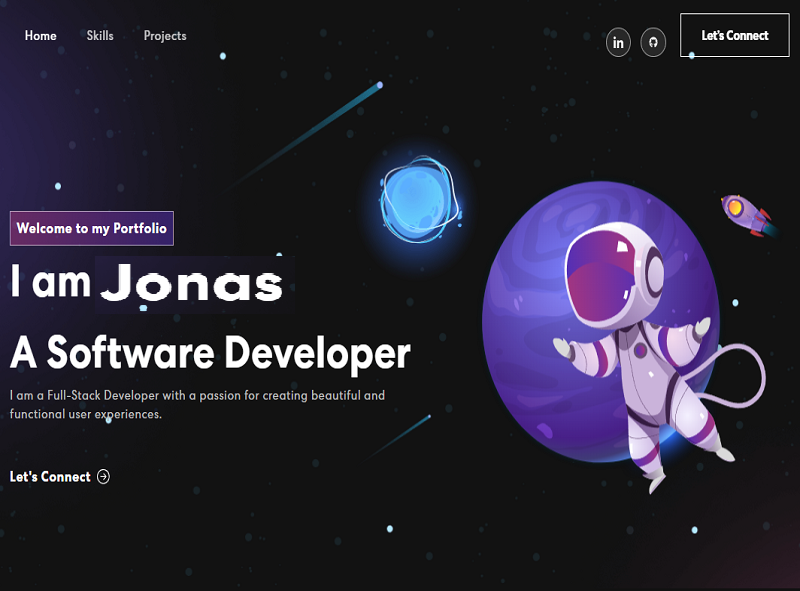 Home Skills Projects in Let's Connect
Welcome to my Portfolio
I am Jonas
A Software Developer
I am a Full-Stack Developer with a passion for creating beautiful and
functional user experiences.
Let's Connect